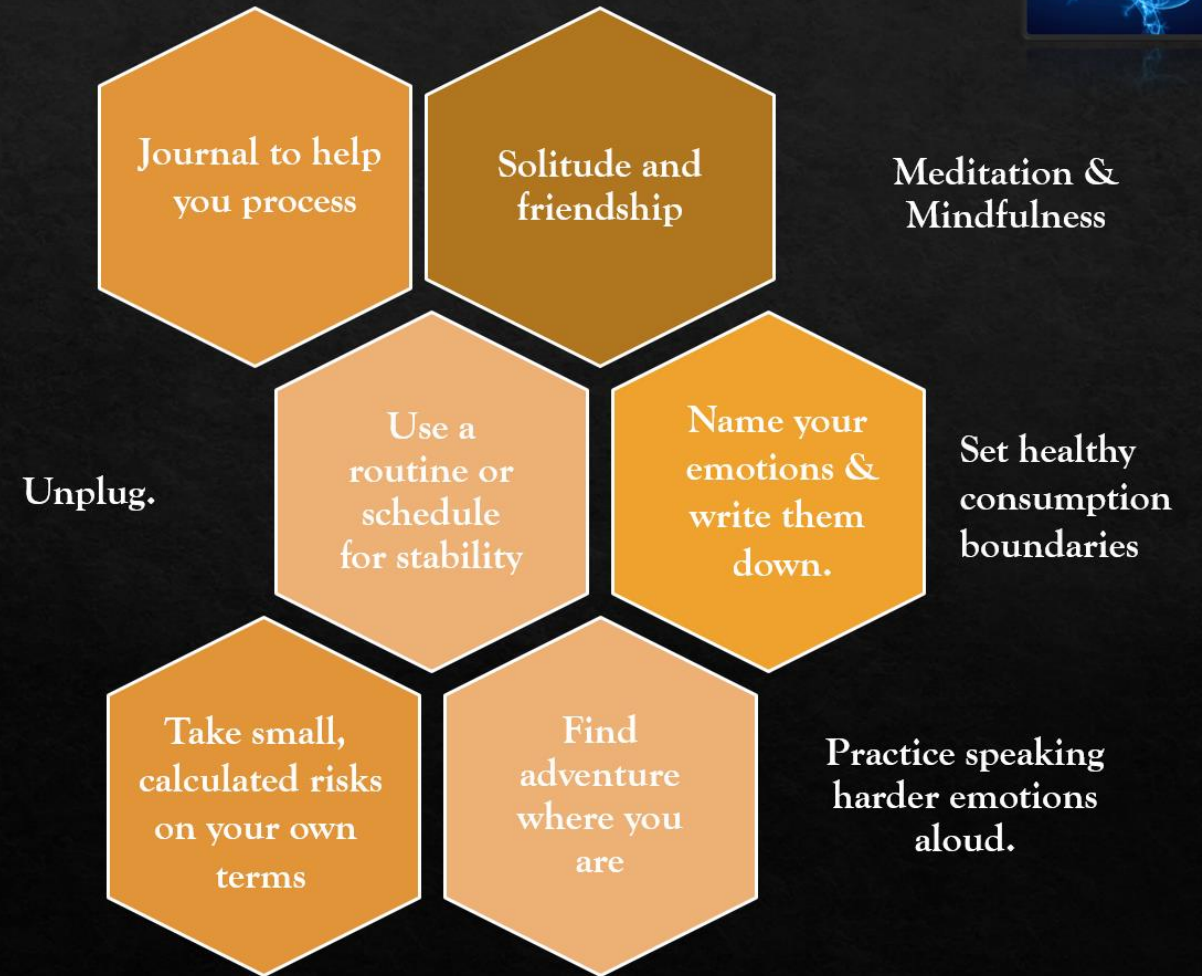 Journal to help
you process
Solitude and
friendship
Meditation &
Mindfulness
Unplug.
Use a
routine or
schedule
for stability
Name your
emotions &
write them
down.
Set healthy
consumption
boundaries
Take small,
calculated risks
on your own
terms
Find
adventure
where you
are
Practice speaking
harder emotions
aloud.